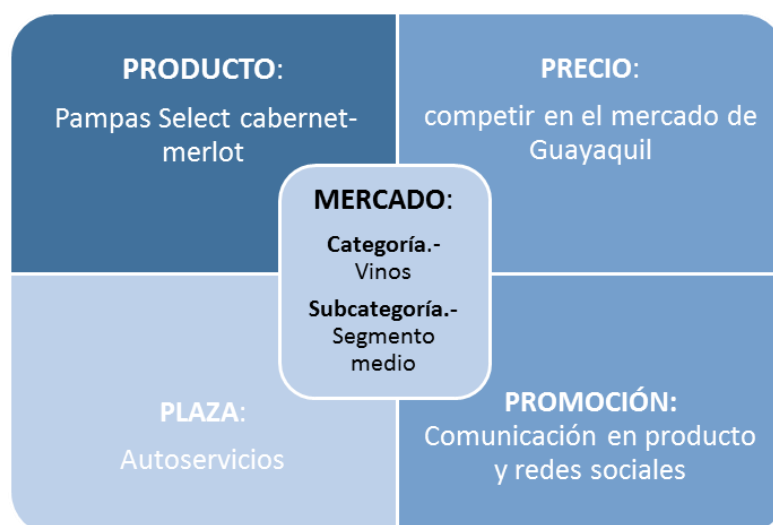 PRODUCTO:
Pampas Select cabernet-
merlot
PRECIO:
competir en el mercado de
Guayaquil
MERCADO:
Categoría.-
Vinos
Subcategoría.-
Segmento
medio
PLAZA:
Autoservicios
PROMOCIÓN:
Comunicación en producto
y redes sociales